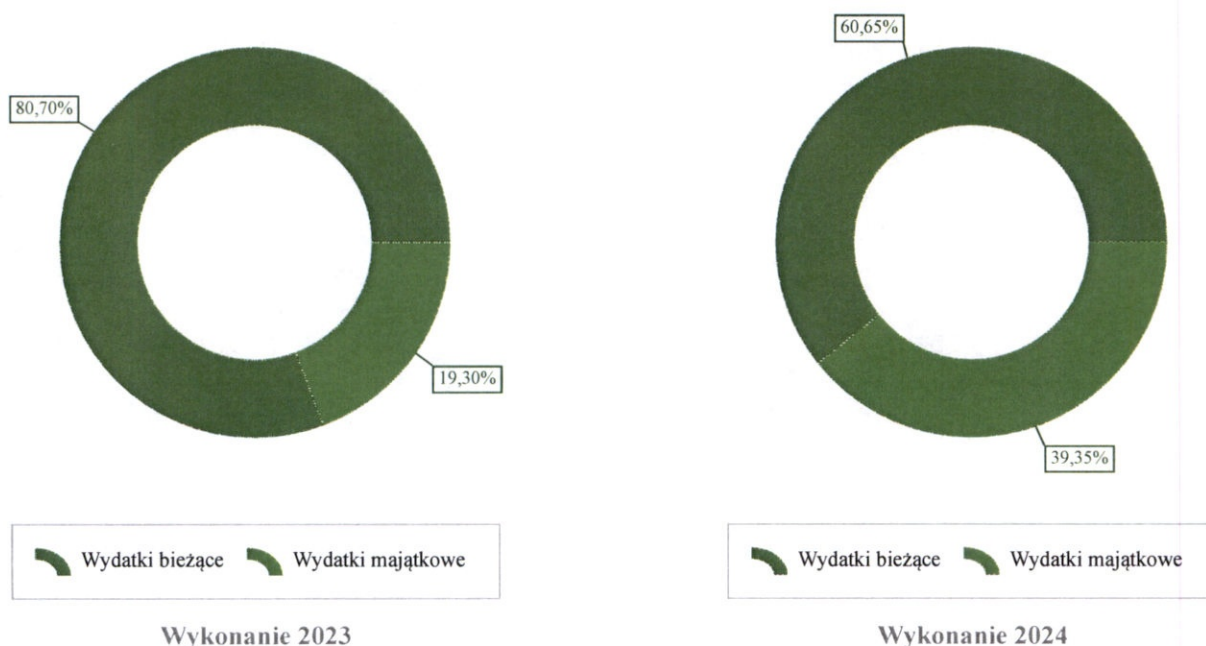 80,70%
19,30%
Wydatki bieżące Wydatki majątkowe
Wykonanie 2023
60,65%
39,35%
Wydatki bieżące Wydatki majątkowe
Wykonanie 2024